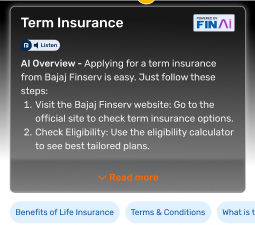 Term Insurance
POWERED BY
FINAI
Listen
AI Overview - Applying for a term insurance
from Bajaj Finserv is easy. Just follow these
steps:
1. Visit the Bajaj Finserv website: Go to the
official site to check term insurance options.
2. Check Eligibility: Use the eligibility calculator
to see best tailored plans.
Read more
Benefits of Life Insurance
Terms & Conditions
What is t